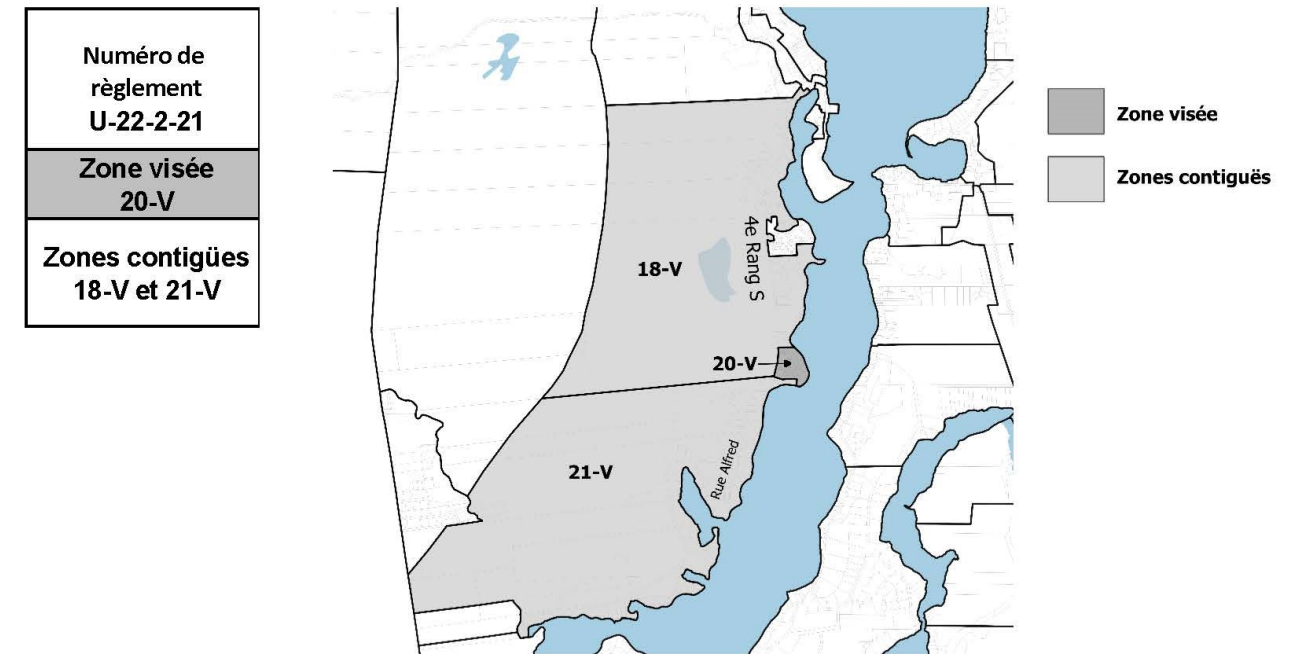 Numéro de
règlement
U-22-2-21
Zone visée
20-V
Zones contigües
18-V et 21-V
4e Rang S
18-V
20-V
21-V
Rue Alfred
Zone visée
Zones contiguës